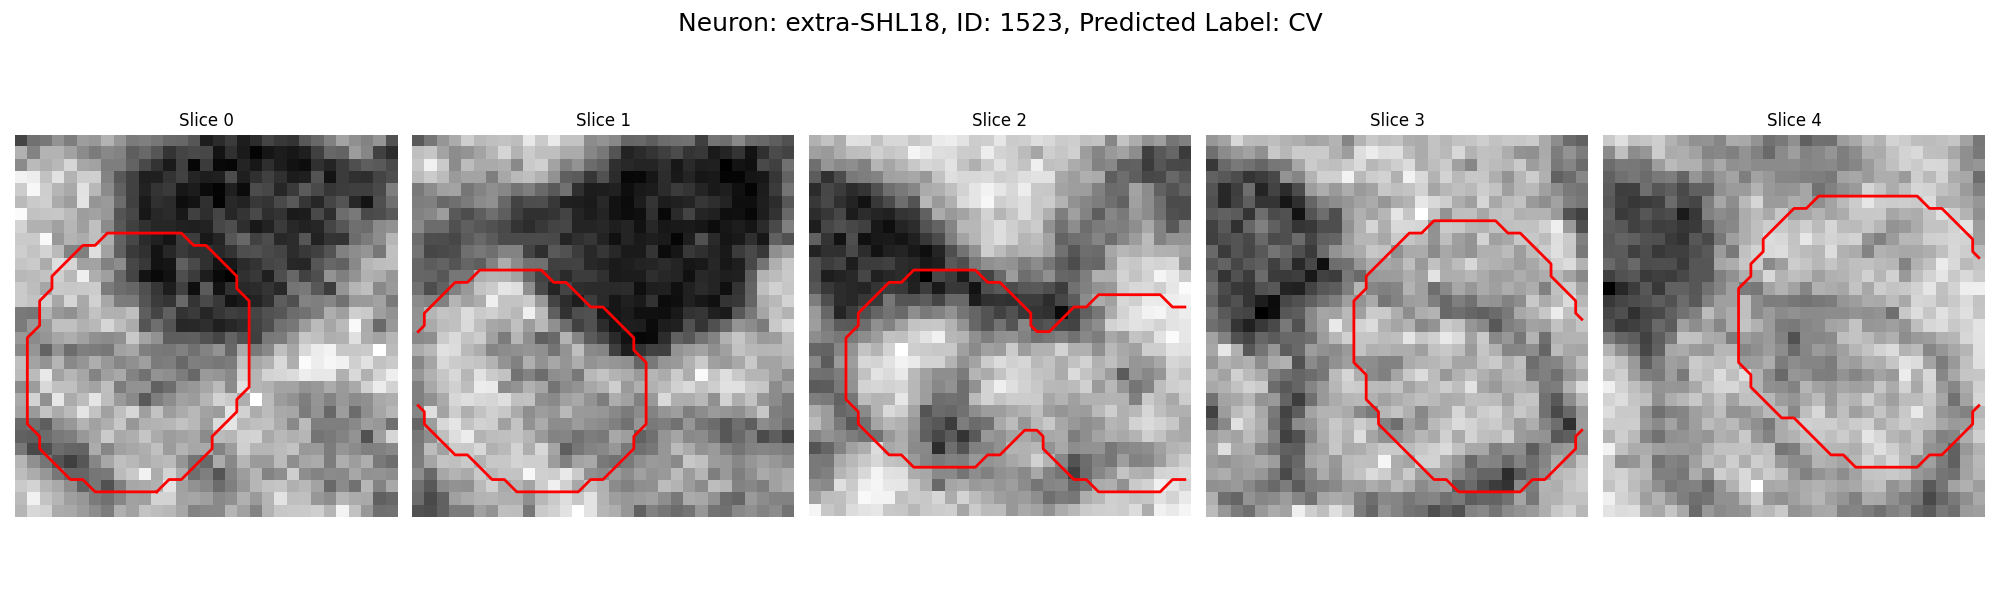 Neuron: extra-SHL18, ID: 1523, Predicted Label: CV
Slice 0
Slice 1
Slice 2
Slice 3
Slice 4